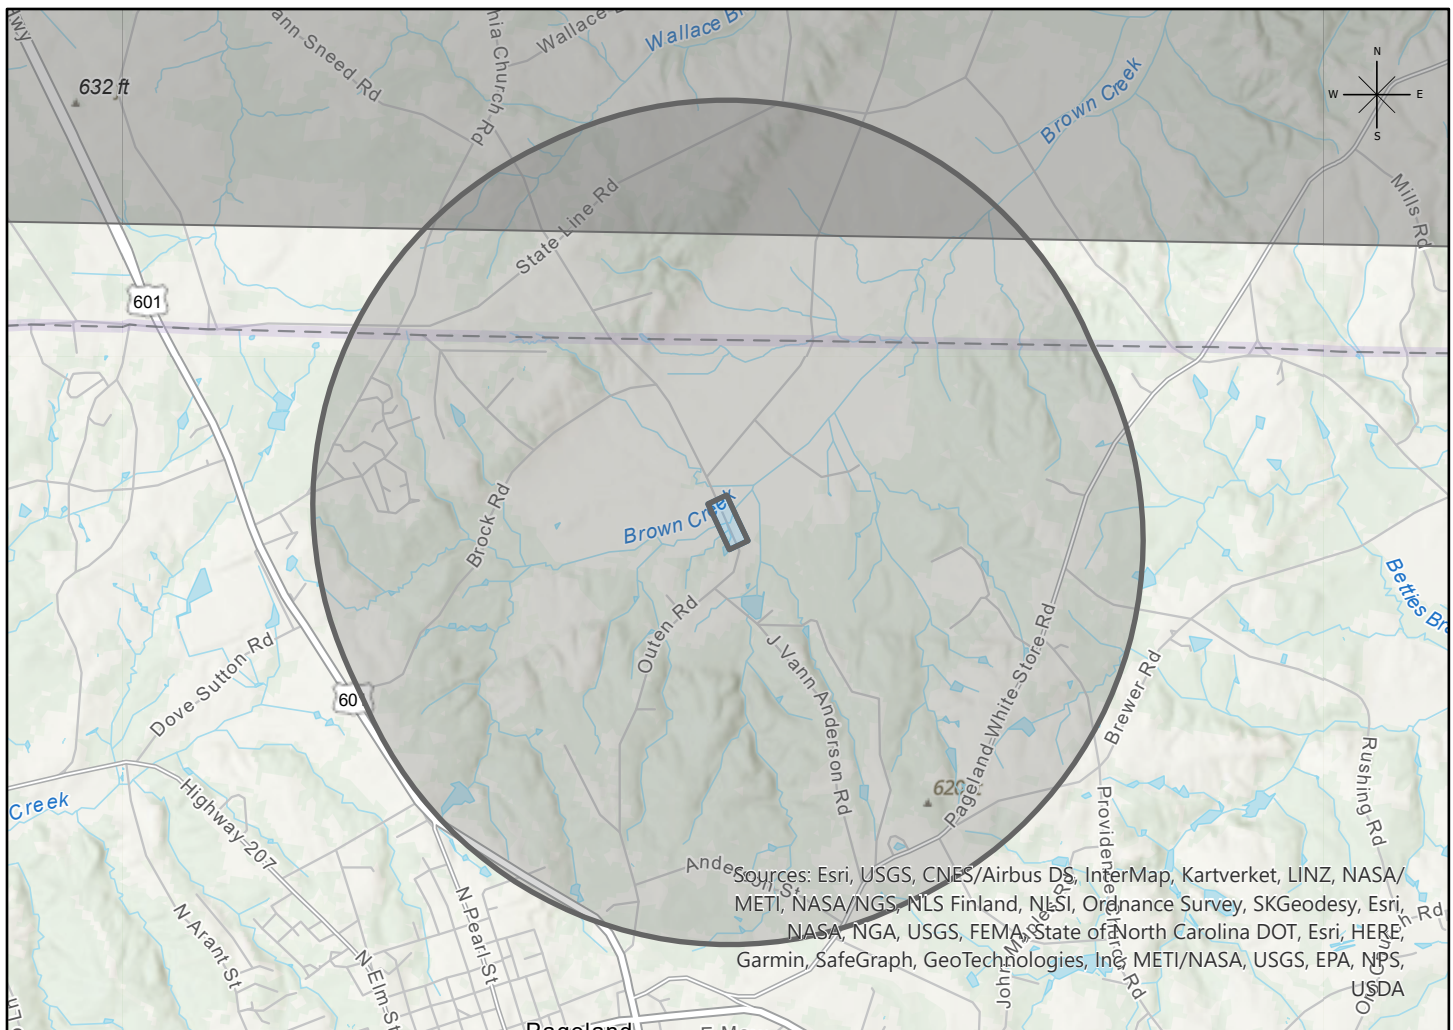 Hwy
ann Sneed Rd
hia Church Rd
Wallace
Wallace B
632 ft
Brown Creek
N
W
E
S
Mills Rd
State Line Rd
601
Brock Rd
Brown Creek
Betties Br
Outen Rd
Dove Sutton Rd
60
J Vann Anderson Rd
Pageland White Store Rd
Brewer Rd
Rushing Rd
Creek
Highway 207
620
Providence Church Rd
Anderson St
N Pearl St
N Arant St
N Elm St
John Maples Rd
Sources: Esri, USGS, CNES/Airbus DS, InterMap, Kartverket, LINZ, NASA/
METI, NASA/NGS, NLS Finland, NLSI, Ordnance Survey, SKGeodesy, Esri,
NASA, NGA, USGS, FEMA, State of North Carolina DOT, Esri, HERE,
Garmin, SafeGraph, GeoTechnologies, Inc, METI/NASA, USGS, EPA, NPS,
USDA
Pageland